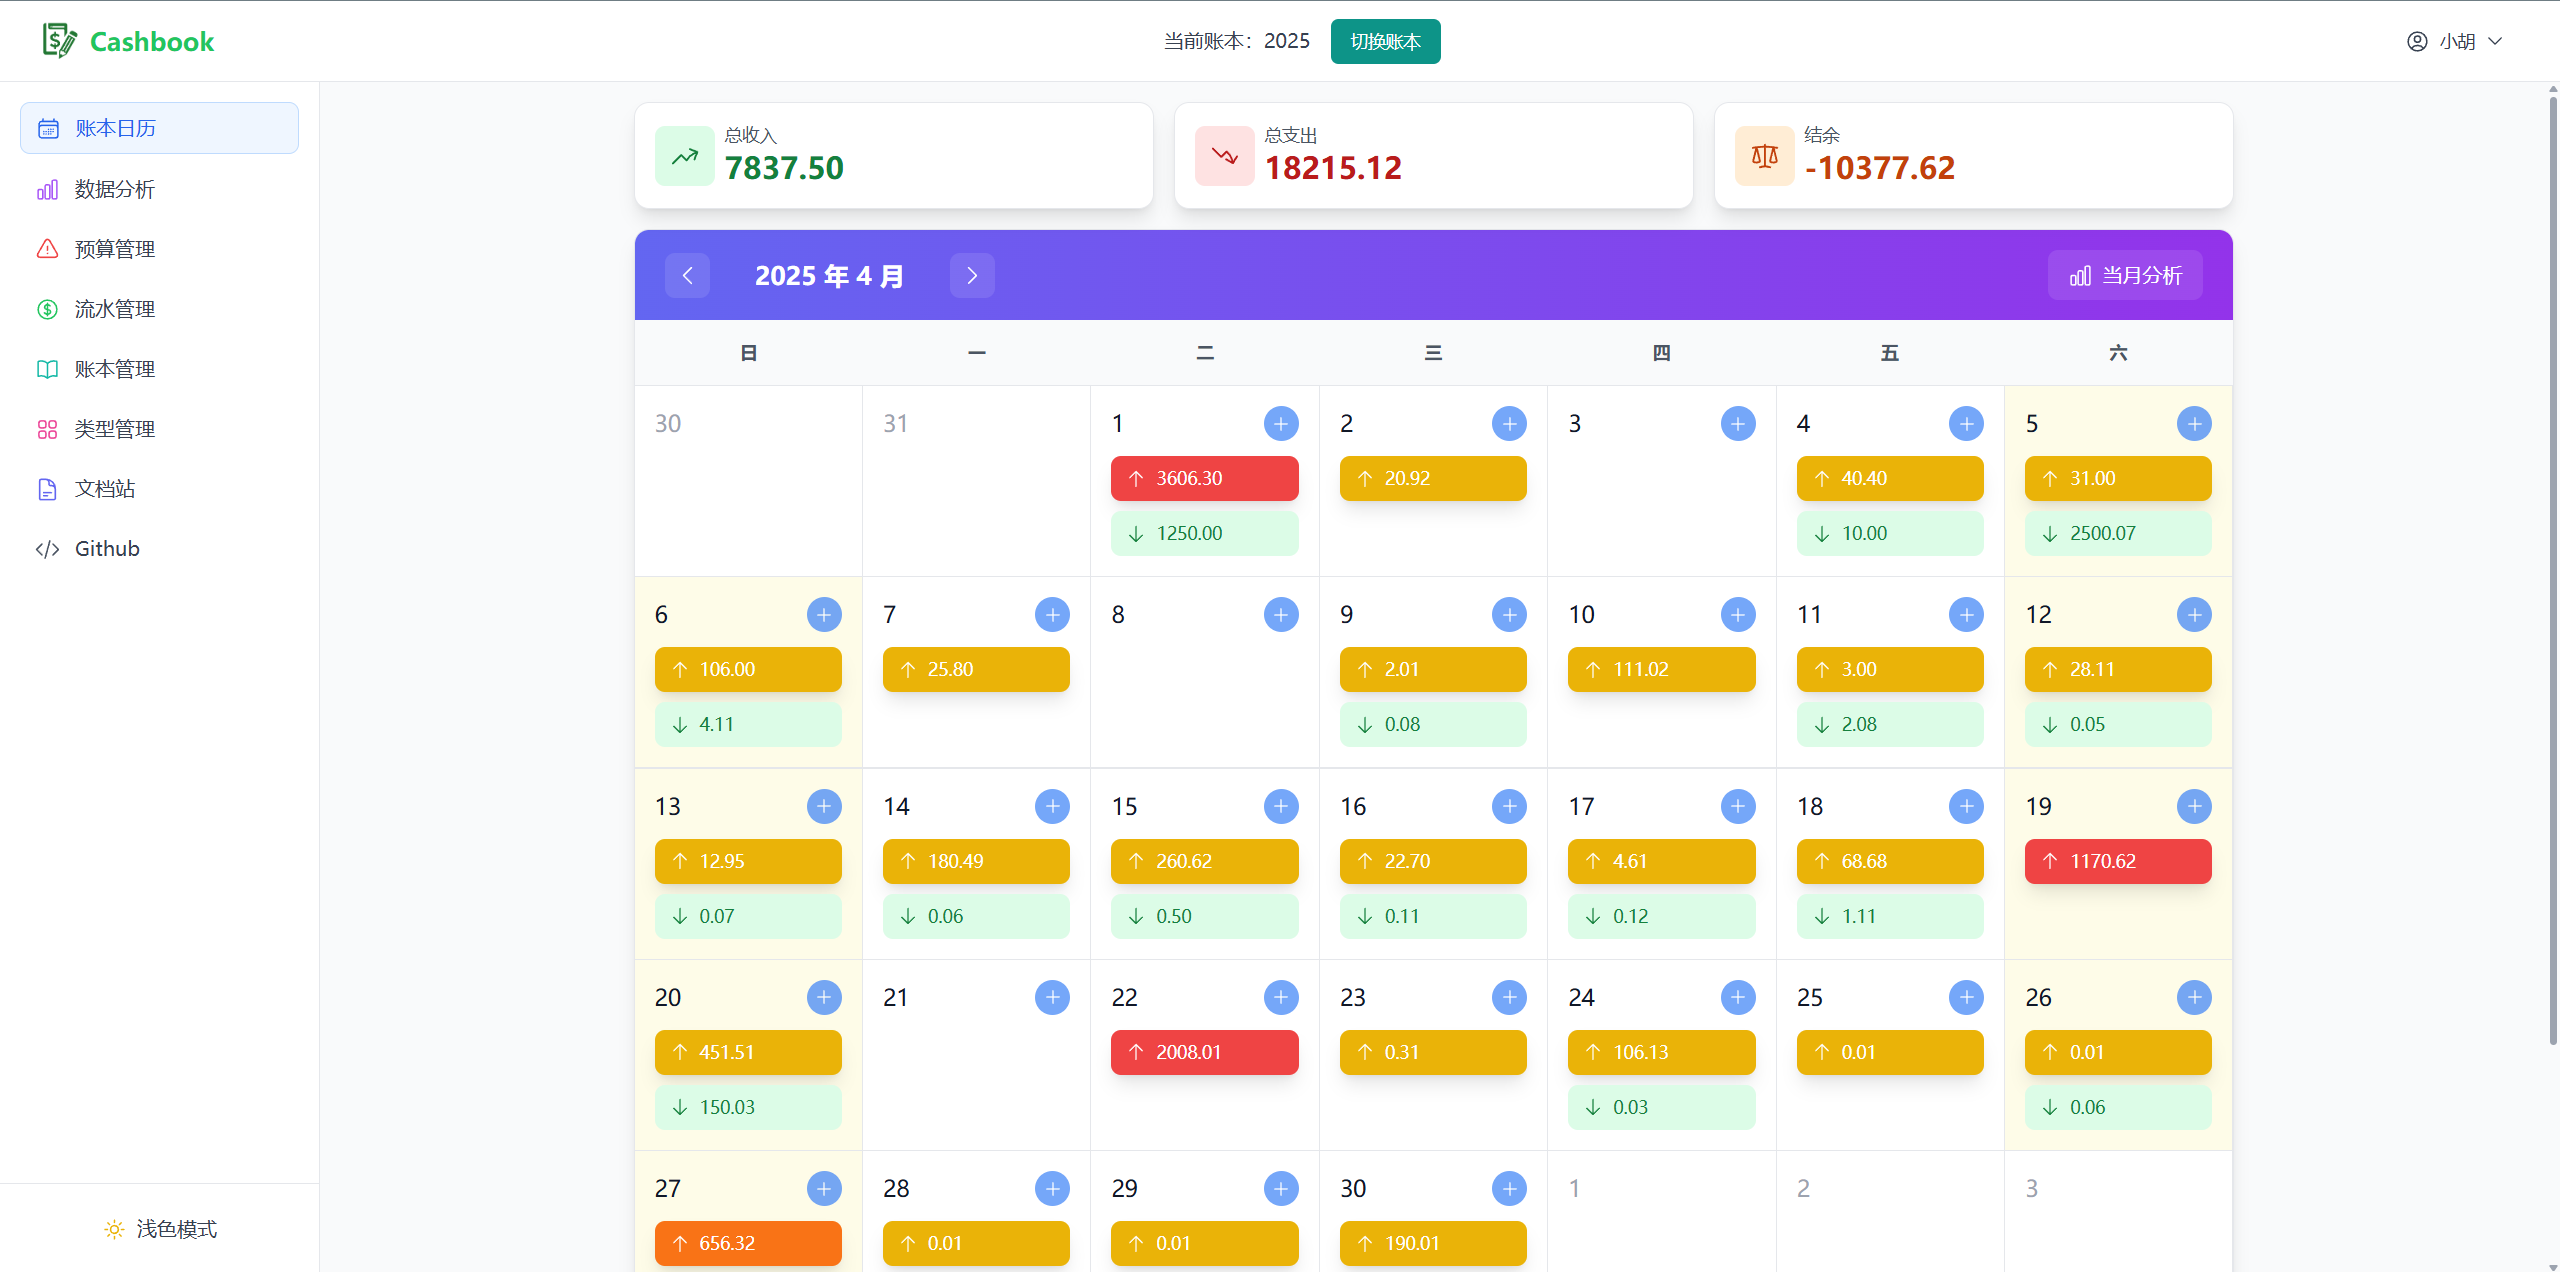 Cashbook
当前账本：2025
切换账本
小胡
账本日历
数据分析
预算管理
流水管理
账本管理
类型管理
文档站
Github
浅色模式
总收入
7837.50
总支出
18215.12
结余
-10377.62
2025 年 4 月
当月分析
日 一 二 三 四 五 六
30 31 1 2 3 4 5
3606.30 20.92 40.40 31.00
1250.00 10.00 2500.07
6 7 8 9 10 11 12
106.00 25.80 2.01 111.02 3.00 28.11
4.11 0.08 2.08 0.05
13 14 15 16 17 18 19
12.95 180.49 260.62 22.70 4.61 68.68 1170.62
0.07 0.06 0.50 0.11 0.12 1.11
20 21 22 23 24 25 26
451.51 2008.01 0.31 106.13 0.01 0.01
150.03 0.03 0.06
27 28 29 30 1 2 3
656.32 0.01 0.01 190.01